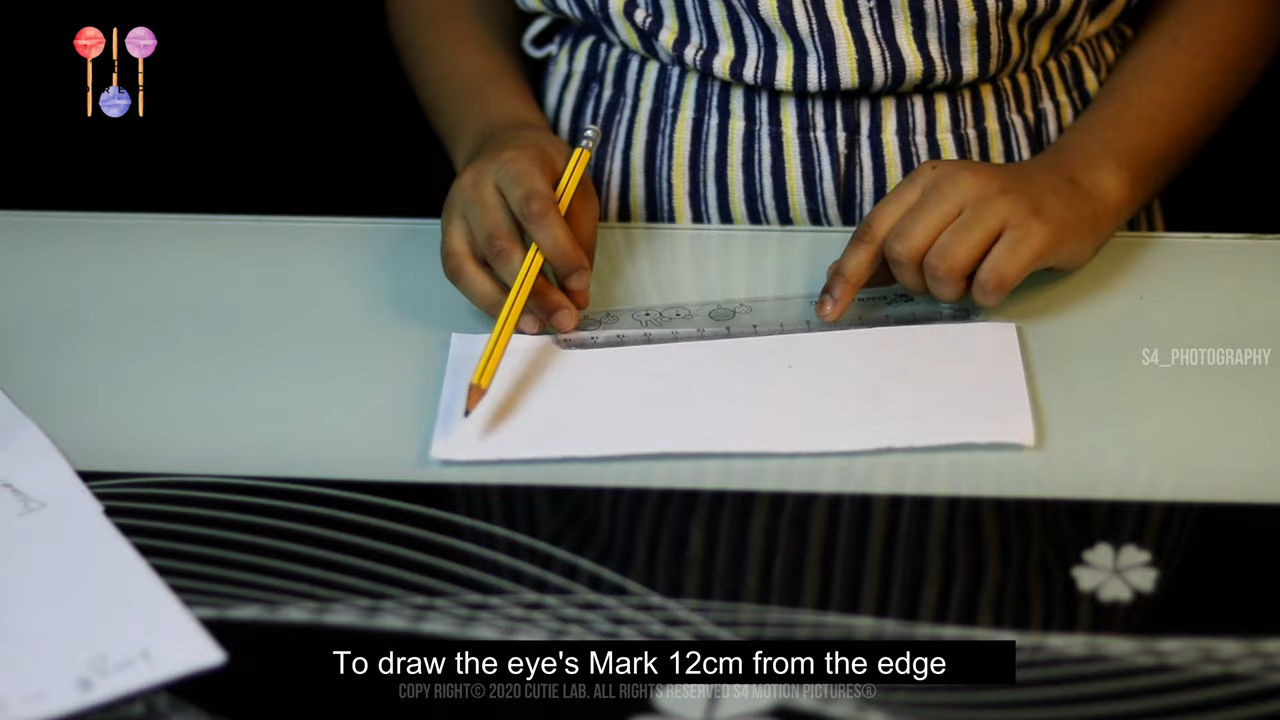 S4_PHOTOGRAPHY
To draw the eye's Mark 12cm from the edge
COPY RIGHT© 2020 CUTIE LAB. ALL RIGHTS RESERVED S4 MOTION PICTURES®